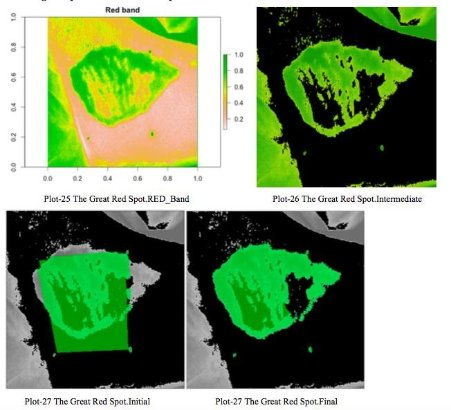 Red band
1.0
0.8
0.6
0.4
0.2
0.0
0.0 0.2 0.4 0.6 0.8 1.0
1.0
0.8
0.6
0.4
0.2
Plot-25 The Great Red Spot.RED_Band
Plot-26 The Great Red Spot.Intermediate
Plot-27 The Great Red Spot.Initial
Plot-27 The Great Red Spot.Final